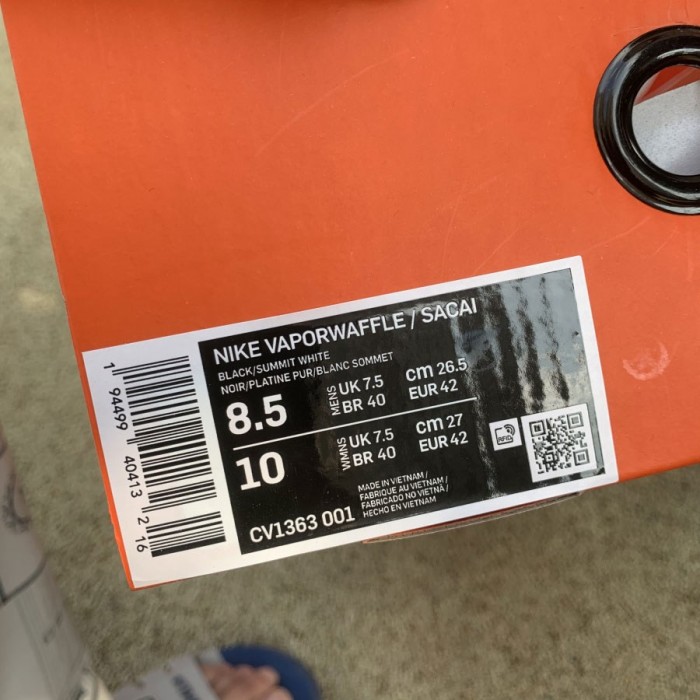 NIKE VAPORWAFFLE / SACAI
BLACK/SUMMIT WHITE
NOIR/PLATINE PUR/BLANC SOMMET
8.5
MENS
UK 7.5
BR 40
cm 26.5
EUR 42
10
WMNS
UK 7.5
BR 40
cm 27
EUR 42
RFID
MADE IN VIETNAM /
FABRIQUE AU VIETNAM /
FABRICADO NO VIETNÃ /
HECHO EN VIETNAM
CV1363 001
1 94499 40413 2 16